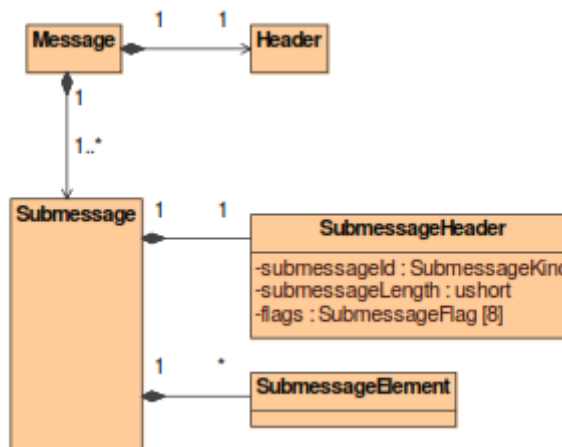 Message
1
1
Header
1
1..*
Submessage
1
1
SubmessageHeader
-submessageId : SubmessageKind
-submessageLength : ushort
-flags : SubmessageFlag [8]
1
*
SubmessageElement